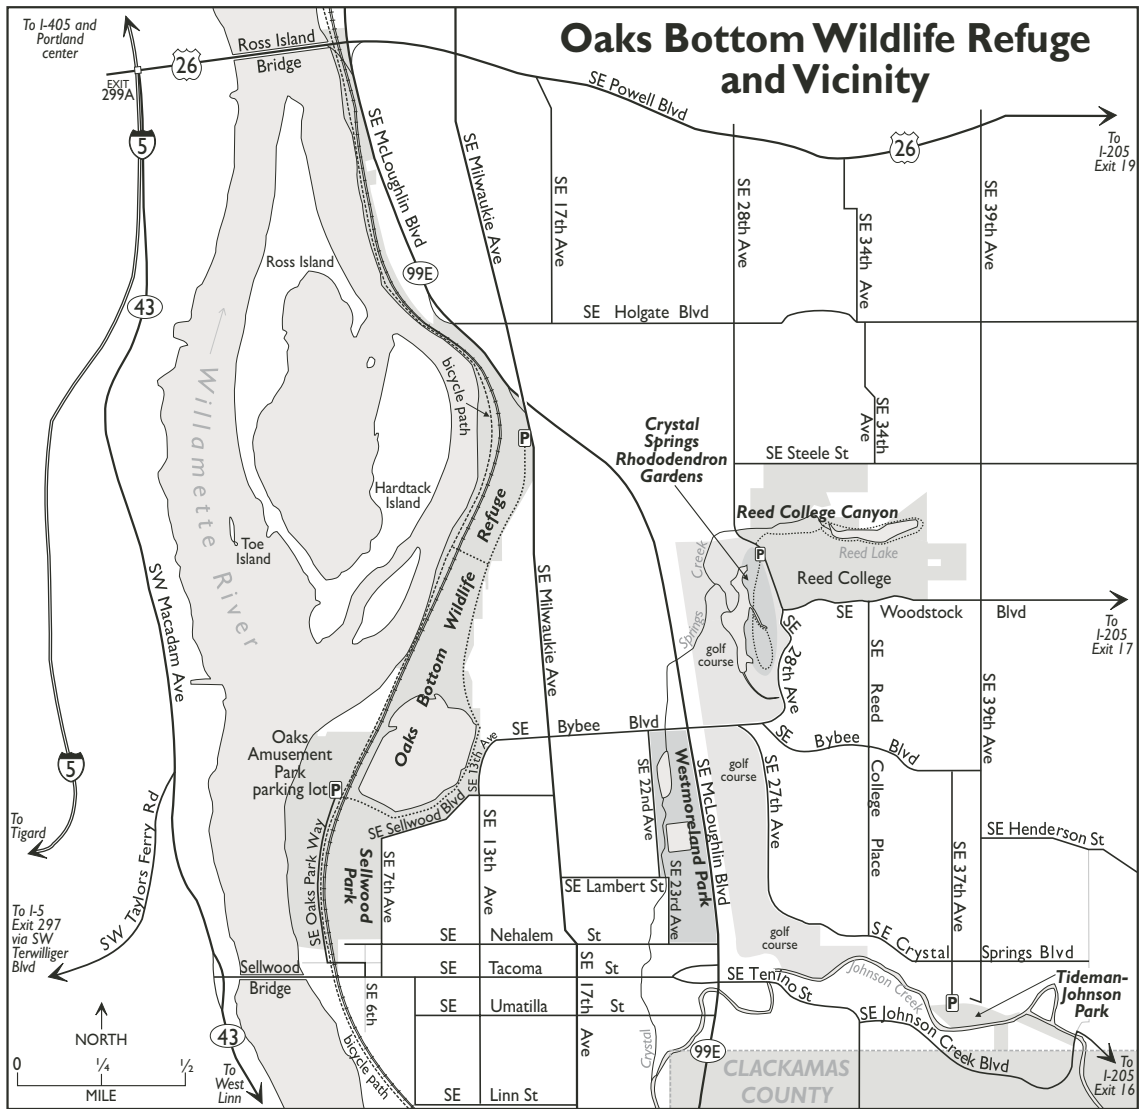 Oaks Bottom Wildlife Refuge
and Vicinity
To I-405 and
Portland
center
26
Ross Island
Bridge
EXIT
299A
5
SE Powell Blvd
26
To
I-205
Exit 19
SE McLoughlin Blvd
SE Milwaukie Ave
SE 17th Ave
SE 28th Ave
SE 34th Ave
SE 39th Ave
99E
43
Ross Island
SE Holgate Blvd
bicycle path
Willamette River
P
SE 34th
Ave
Crystal
Springs
Rhododendron
Gardens
SE Steele St
Hardtack
Island
Toe
Island
Reed College Canyon
Reed Lake
P
Reed College
SE Woodstock Blvd
To
I-205
Exit 17
Springs Creek
golf
course
SE 28th Ave
SE Reed College Place
SE 39th Ave
SW Macadam Ave
SE Milwaukie Ave
Oaks Bottom Wildlife Refuge
SE Bybee Blvd
SE Bybee Blvd
Oaks
Amusement
Park
parking lot
P
SE 13th Ave
SE Sellwood Blvd
5
To
Tigard
SW Taylors Ferry Rd
SE Oaks Park Way
Sellwood
Park
SE 7th Ave
SE 13th Ave
SE 22nd Ave
Westmoreland Park
SE McLoughlin Blvd
golf
course
SE 27th Ave
SE 37th Ave
SE Henderson St
SE Lambert St
SE 23rd Ave
To I-5
Exit 297
via SW
Terwilliger
Blvd
SE Nehalem St
golf
course
SE Crystal Springs Blvd
Sellwood
Bridge
SE Tacoma St
SE Tenino St
Johnson Creek
P
Tideman-
Johnson
Park
SE 6th
SE Umatilla St
SE 17th Ave
SE Johnson Creek Blvd
NORTH
43
bicycle path
Crystal
99E
CLACKAMAS
COUNTY
To
I-205
Exit 16
0 1/4 1/2
MILE
To
West
Linn
SE Linn St